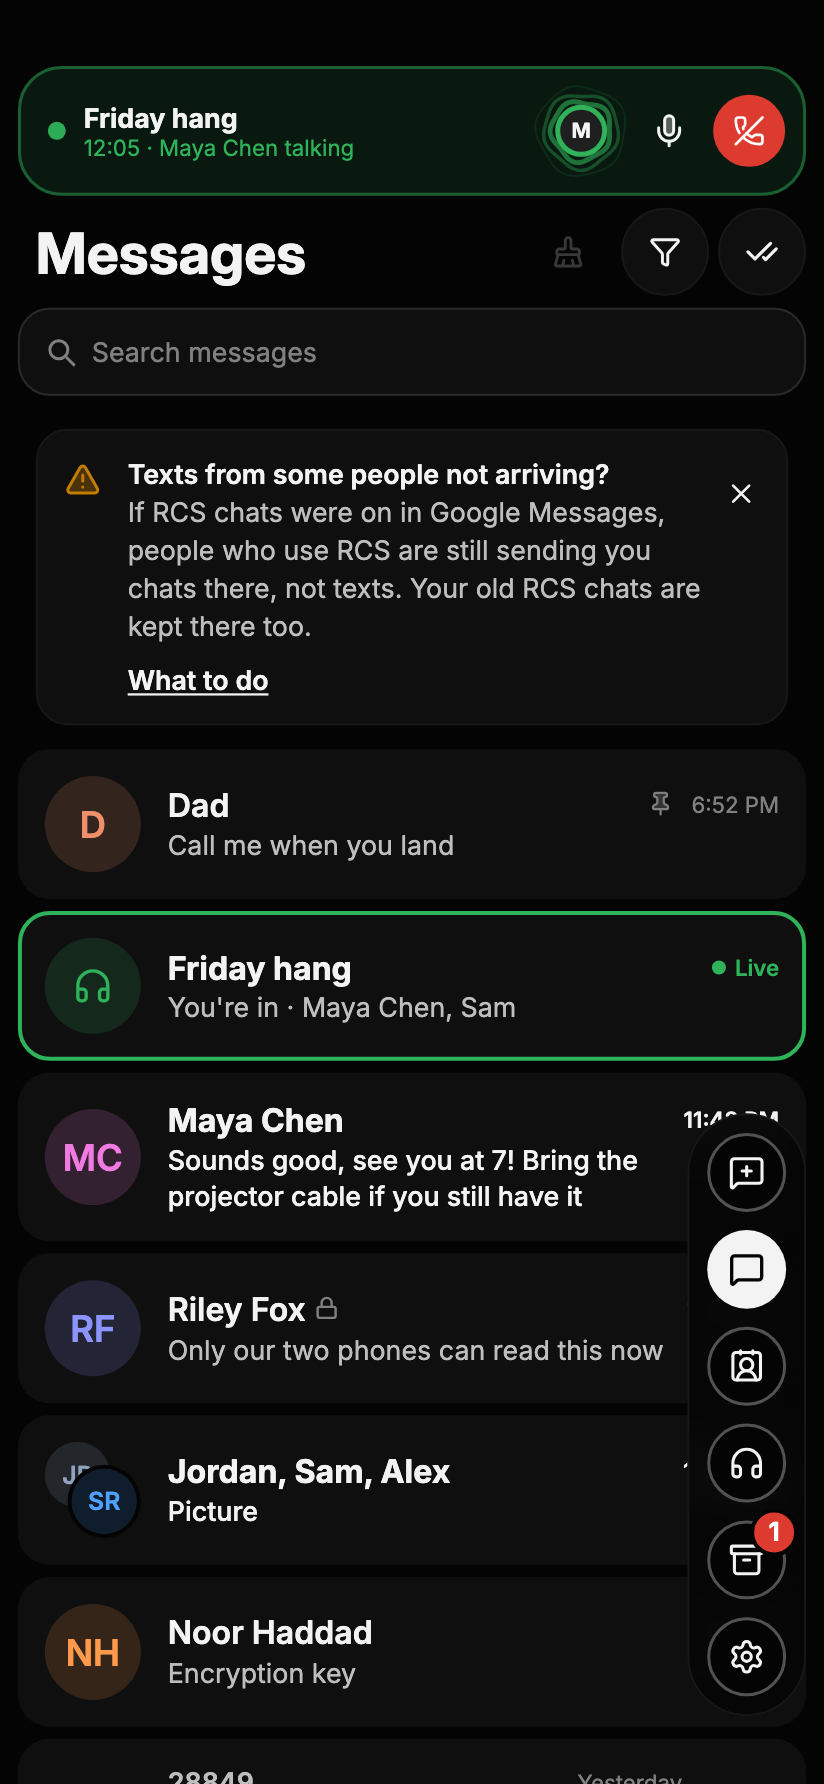 Friday hang
12:05 · Maya Chen talking
M
Messages
Search messages
Texts from some people not arriving?
If RCS chats were on in Google Messages,
people who use RCS are still sending you
chats there, not texts. Your old RCS chats are
kept there too.
What to do
D
Dad
6:52 PM
Call me when you land
Friday hang
Live
You're in · Maya Chen, Sam
MC
Maya Chen
Sounds good, see you at 7! Bring the
projector cable if you still have it
RF
Riley Fox
Only our two phones can read this now
SR
Jordan, Sam, Alex
Picture
1
NH
Noor Haddad
Encryption key
28849
Yesterday